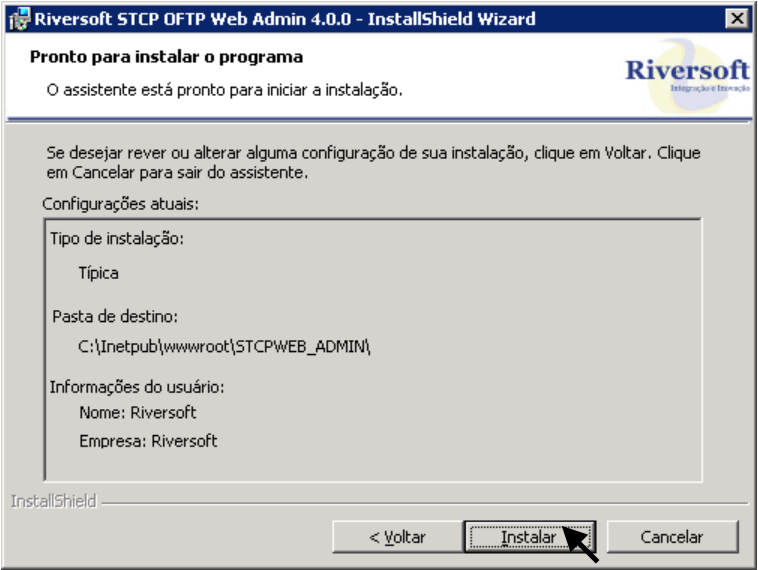 Riversoft STCP OFTP Web Admin 4.0.0 - InstallShield Wizard
Pronto para instalar o programa
O assistente está pronto para iniciar a instalação.
Riversoft
Integração e Inovação
Se desejar rever ou alterar alguma configuração de sua instalação, clique em Voltar. Clique
em Cancelar para sair do assistente.
Configurações atuais:
Tipo de instalação:
Típica
Pasta de destino:
C:\Inetpub\wwwroot\STCPWEB_ADMIN\
Informações do usuário:
Nome: Riversoft
Empresa: Riversoft
InstallShield
< Voltar
Instalar
Cancelar